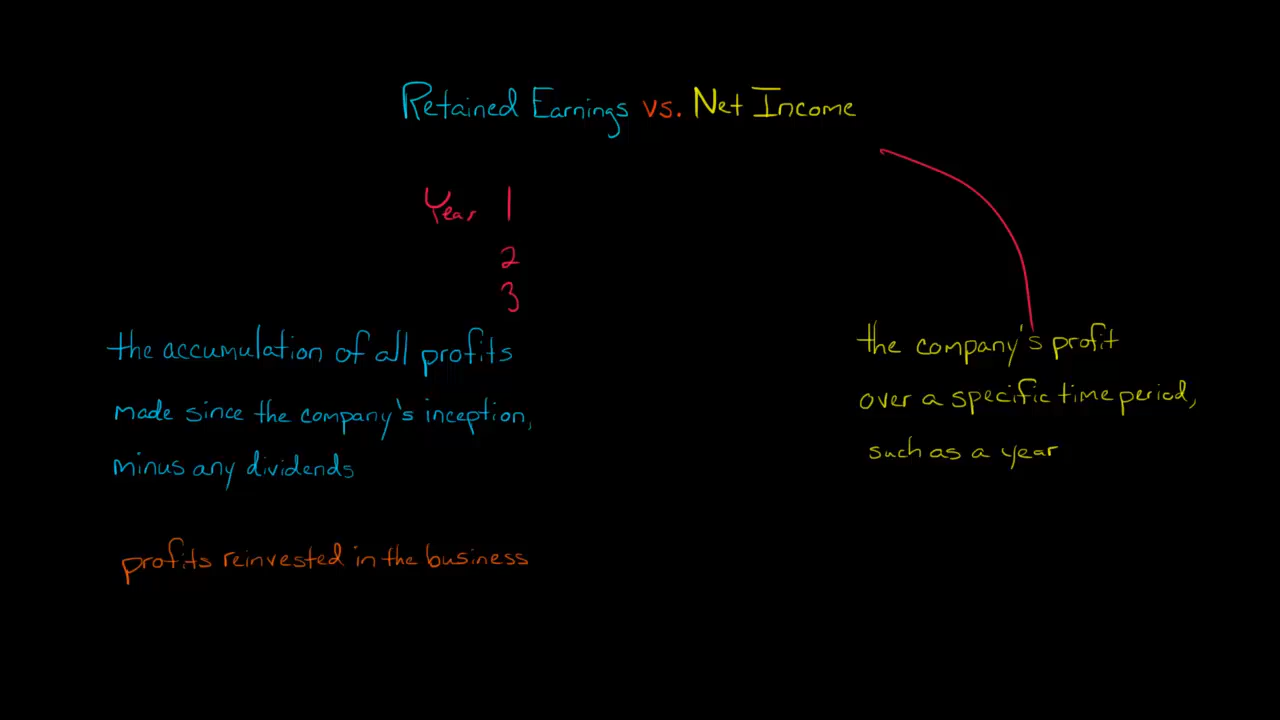 Retained Earnings vs. Net Income
Year 1
2
3
the accumulation of all profits
made since the company's inception,
minus any dividends
profits reinvested in the business
the company's profit
over a specific time period,
such as a year